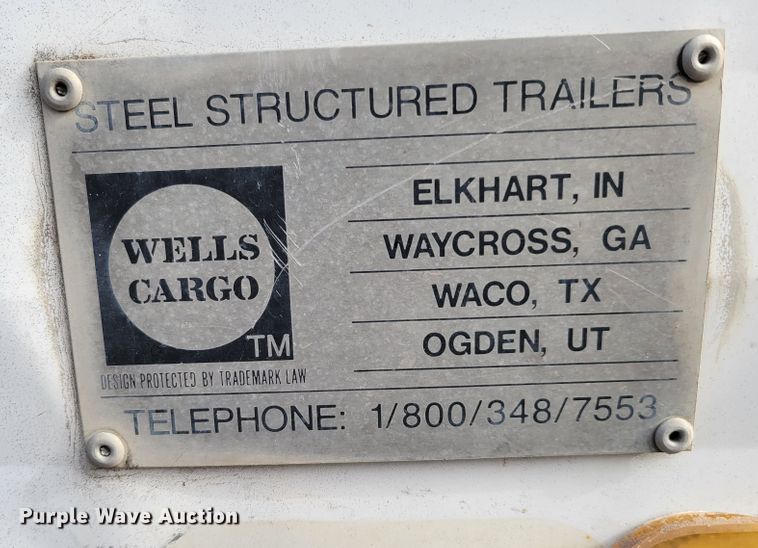 STEEL STRUCTURED TRAILERS
WELLS
CARGO
TM
DESIGN PROTECTED BY TRADEMARK LAW
ELKHART, IN
WAYCROSS, GA
WACO, TX
OGDEN, UT
TELEPHONE: 1/800/348/7553
Purple Wave Auction